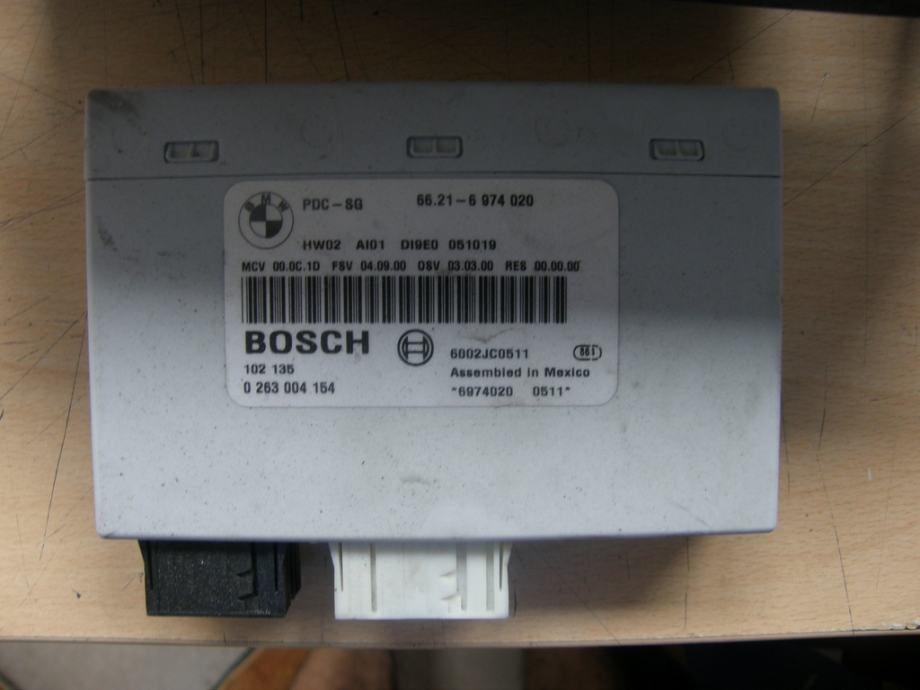 BMW
PDC-SG 66.21-6 974 020
HW02 AI01 DI9E0 051019
MCV 00.0C.1D FSV 04.09.00 OSV 03.03.00 RES 00.00.00
BOSCH
6002JC0511 861
102 135 Assembled in Mexico
0 263 004 154 *6974020 0511*